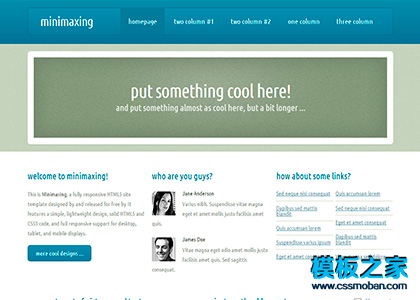 minimaxing
homepage
two column #1
two column #2
one column
three column
put something cool here!
and put something almost as cool here, but a bit longer ...
welcome to minimaxing!
This is Minimaxing, a fully responsive HTML5 site
template designed by and released for free by It
features a simple, lightweight design, solid HTML5 and
CSS3 code, and full responsive support for desktop,
tablet, and mobile displays.
more cool designs ...
who are you guys?
Jane Anderson
Varius nibh. Suspendisse vitae magna
eget et amet mollis justo facilisis amet
quis.
James Doe
Vitae magna eget odio amet mollis
justo facilisis amet quis. Sed sagittis
consequat.
how about some links?
Sed neque nisi consequat
Dapibus sed mattis
blandit
Quis accumsan lorem
Suspendisse varius ipsum
Eget et amet consequat
Quis accumsan lorem
Sed neque nisi consequat
Eget et amet consequat
Dapibus sed mattis
blandit
模板之家
www.cssmoban.com